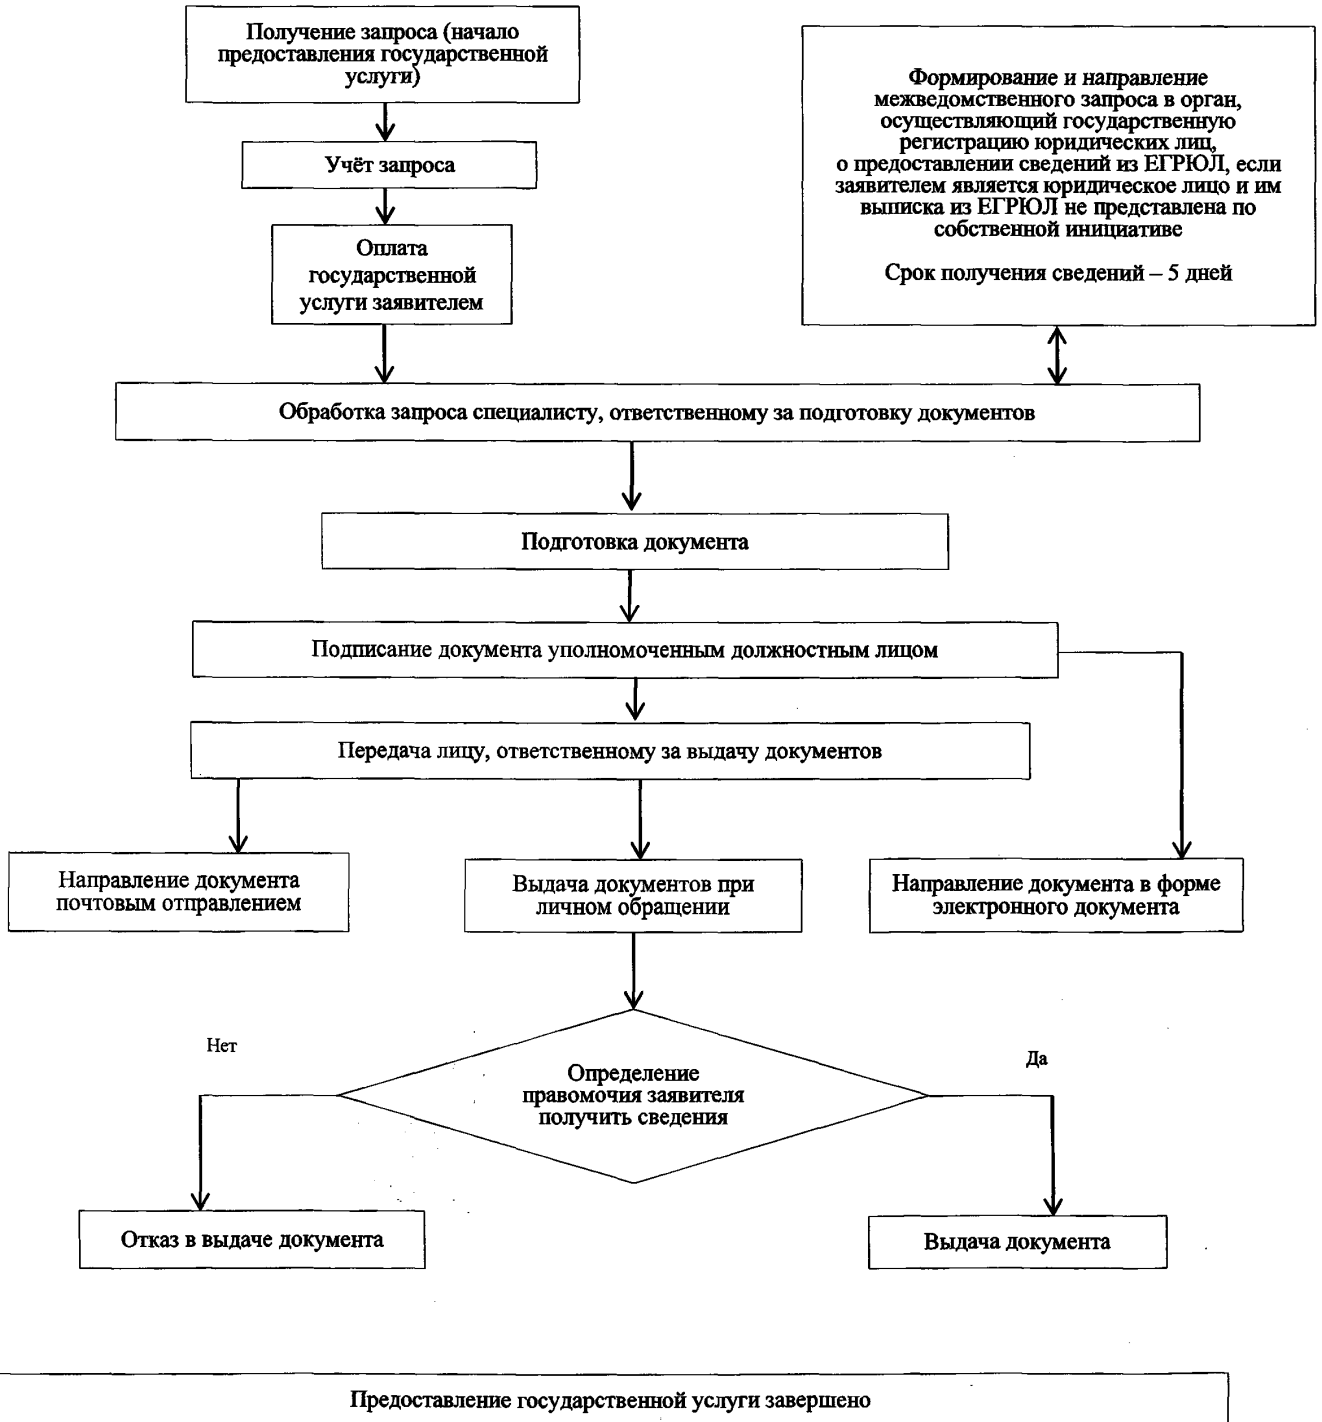 Получение запроса (начало
предоставления государственной
услуги)
Учёт запроса
Оплата
государственной
услуги заявителем
Формирование и направление
межведомственного запроса в орган,
осуществляющий государственную
регистрацию юридических лиц,
о предоставлении сведений из ЕГРЮЛ, если
заявителем является юридическое лицо и им
выписка из ЕГРЮЛ не представлена по
собственной инициативе
Срок получения сведений – 5 дней
Обработка запроса специалисту, ответственному за подготовку документов
Подготовка документа
Подписание документа уполномоченным должностным лицом
Передача лицу, ответственному за выдачу документов
Направление документа
почтовым отправлением
Выдача документов при
личном обращении
Направление документа в форме
электронного документа
Нет
Определение
правомочия заявителя
получить сведения
Да
Отказ в выдаче документа
Выдача документа
Предоставление государственной услуги завершено